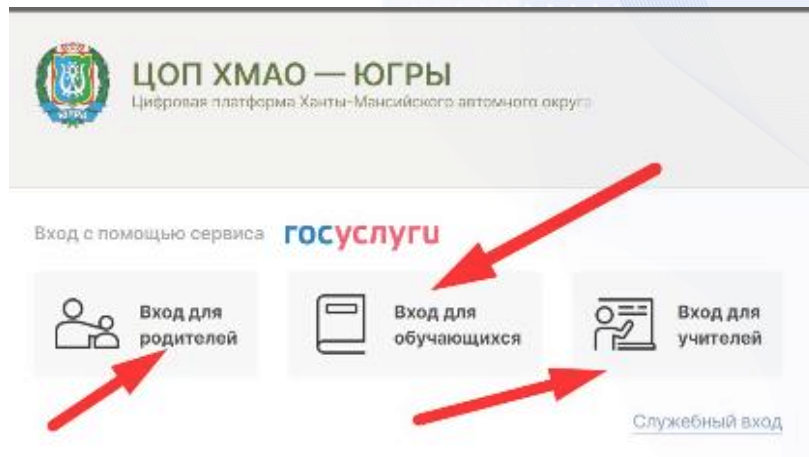 ЦОП ХМАО — ЮГРЫ
Цифровая платформа Ханты-Мансийского автомного округа
Вход с помощью сервиса госуслуги
Вход для
родителей
Вход для
обучающихся
Вход для
учителей
Служебный вход
ЮГРА